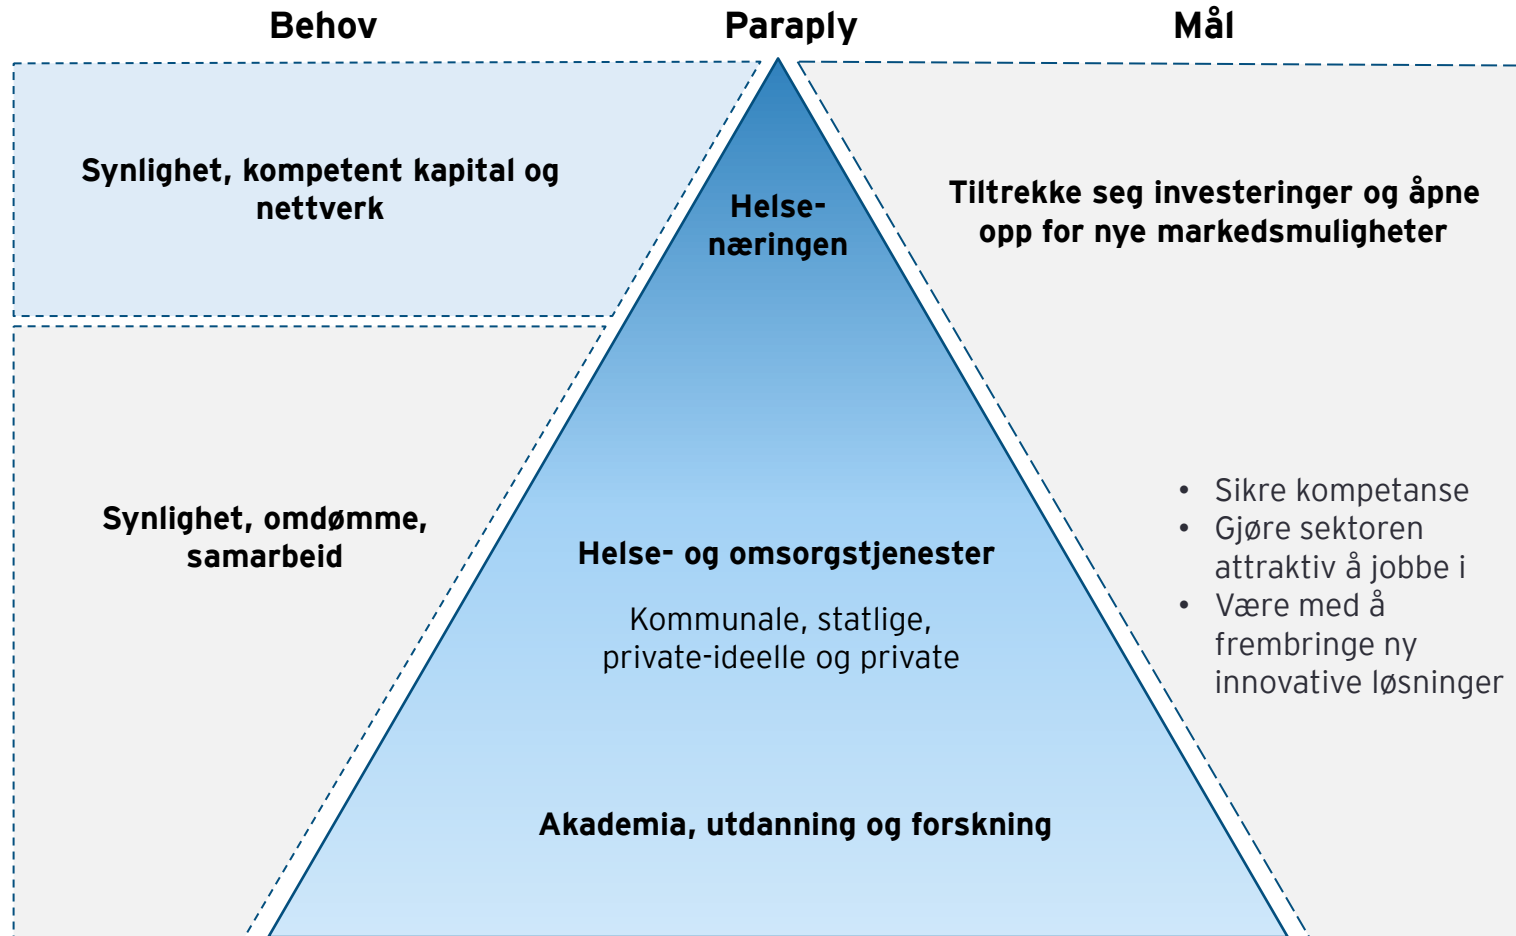 Behov
Paraply
Mål
Synlighet, kompetent kapital og
nettverk
Helse-
næringen
Tiltrekke seg investeringer og åpne
opp for nye markedsmuligheter
Synlighet, omdømme,
samarbeid
Helse- og omsorgstjenester
Kommunale, statlige,
private-ideelle og private
• Sikre kompetanse
• Gjøre sektoren
attraktiv å jobbe i
• Være med å
frembringe ny
innovative løsninger
Akademia, utdanning og forskning